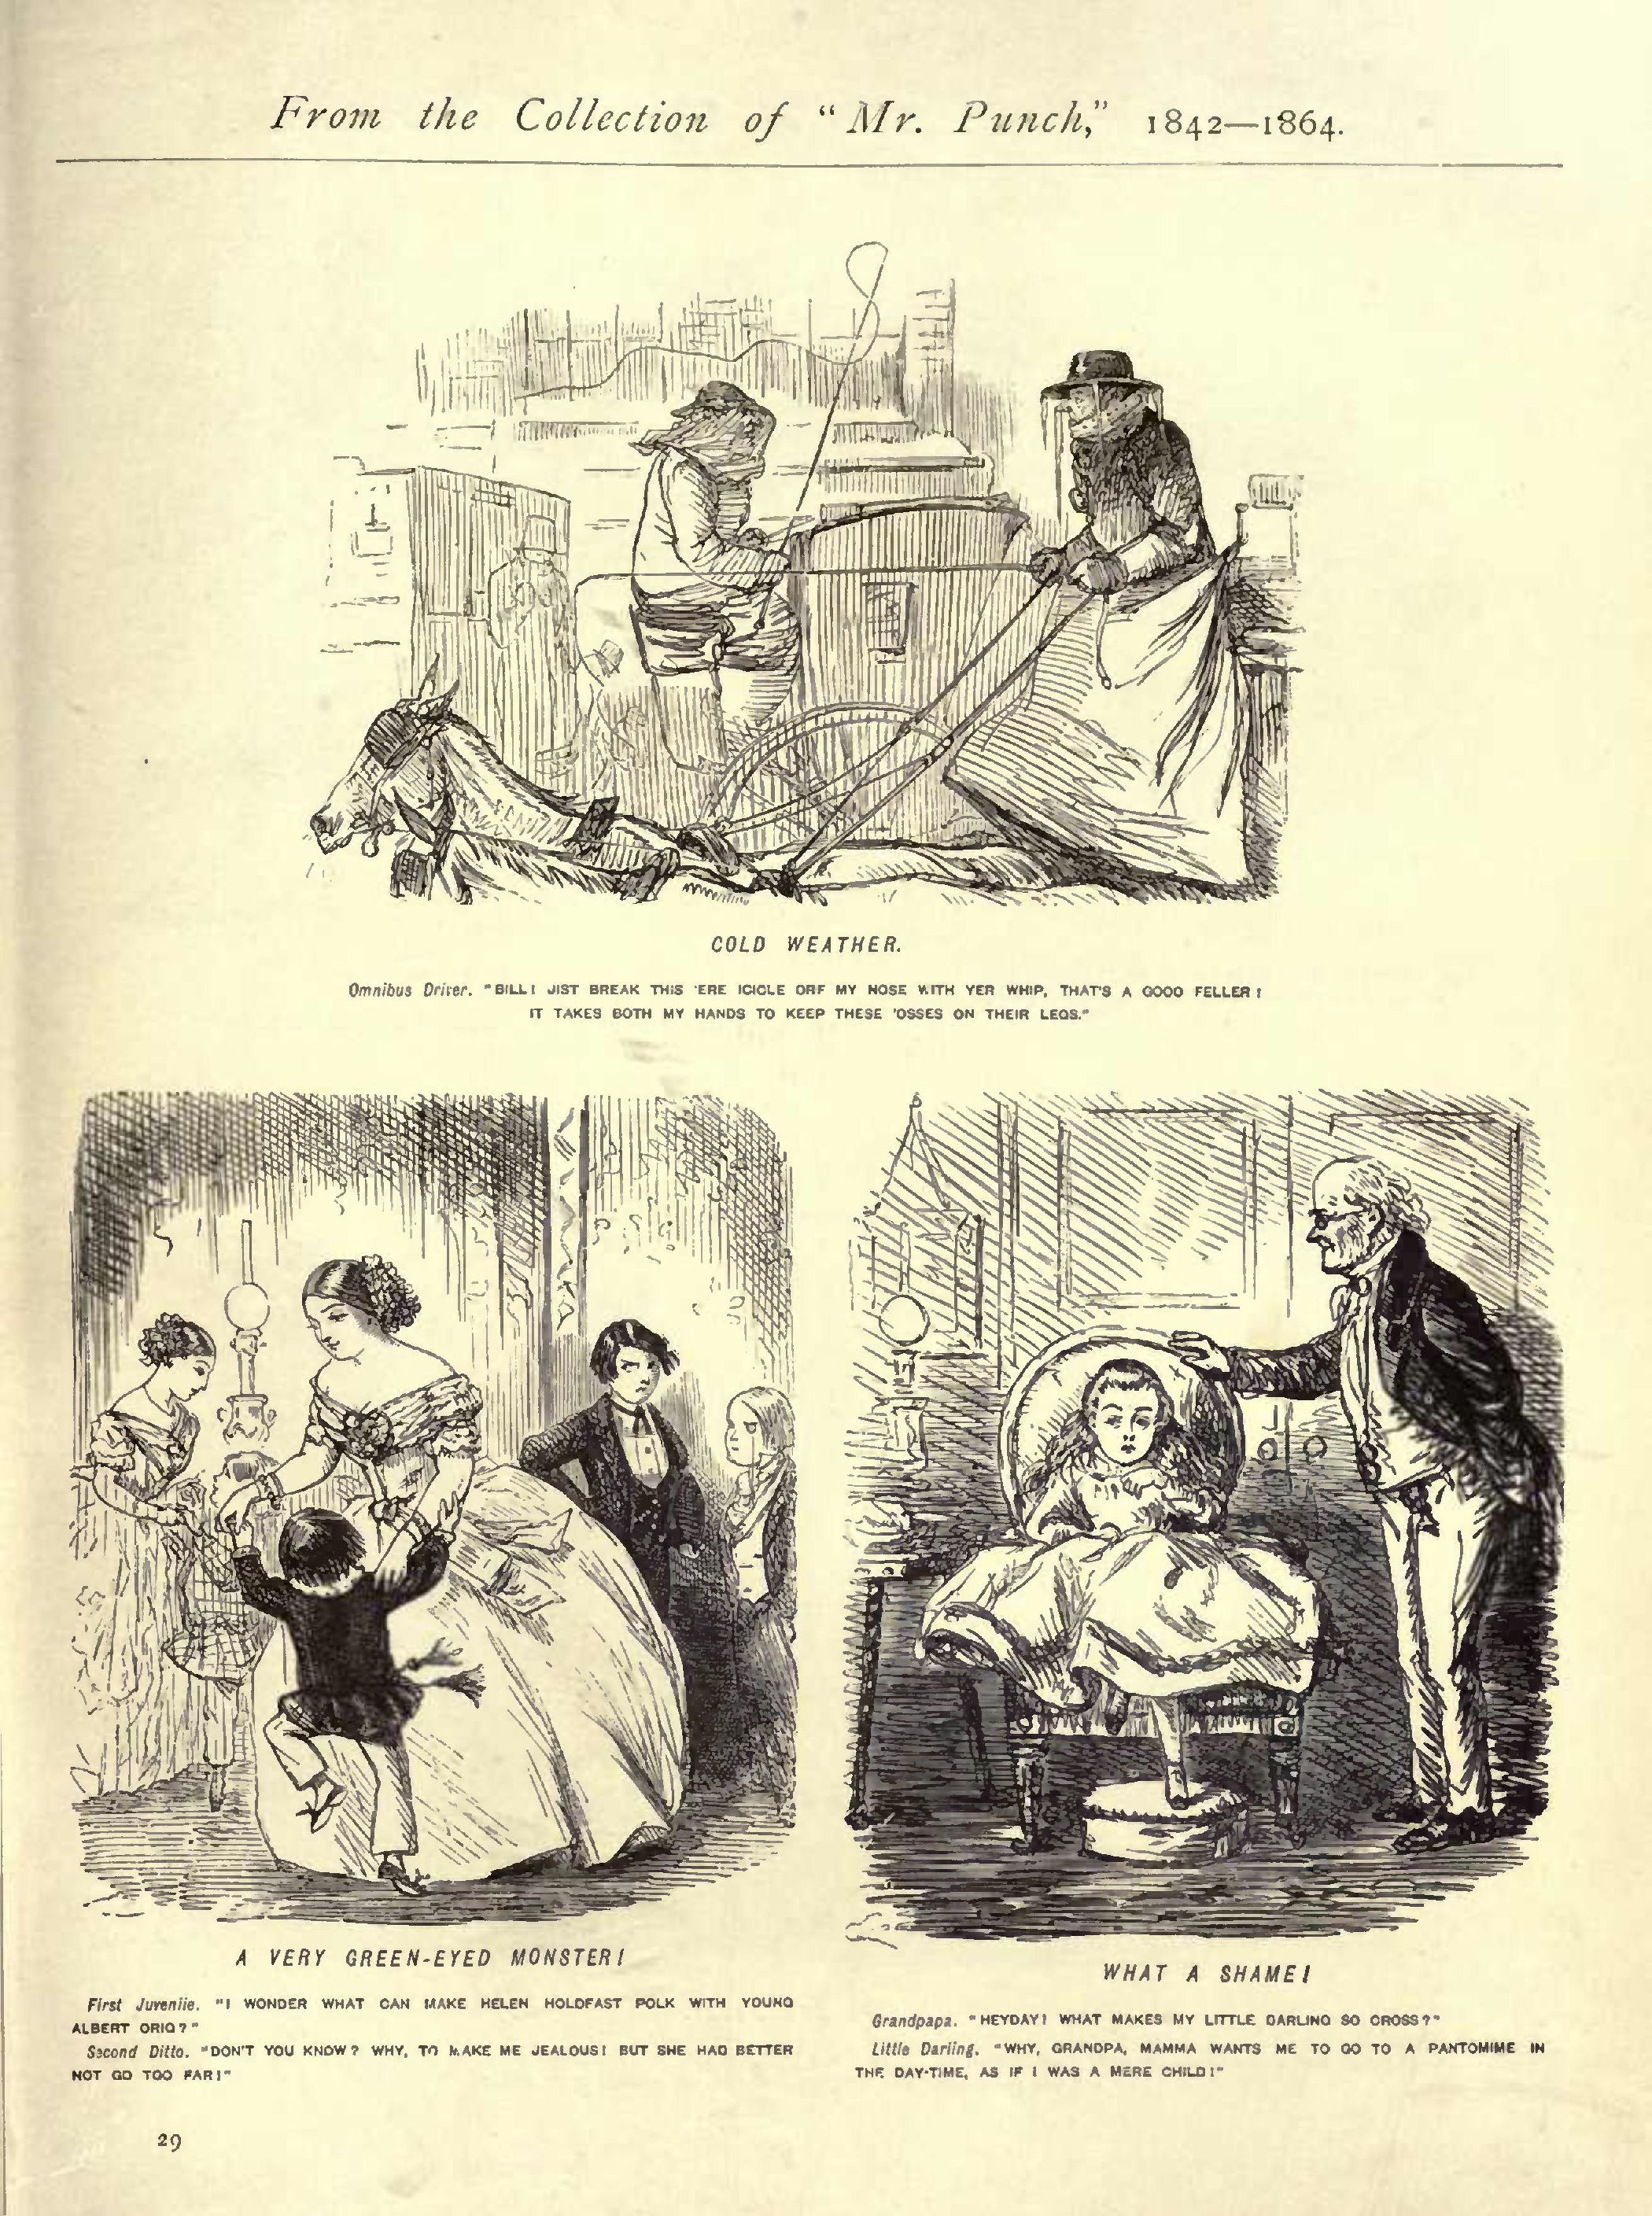 From the Collection of "Mr. Punch," 1842—1864.
COLD WEATHER.
Omnibus Driver. "BILL! JIST BREAK THIS 'ERE ICICLE ORF MY NOSE WITH YER WHIP, THAT'S A GOOD FELLER!
IT TAKES BOTH MY HANDS TO KEEP THESE 'OSSES ON THEIR LEGS."
A VERY GREEN-EYED MONSTER!
First Juvenile. "I WONDER WHAT CAN MAKE HELEN HOLDFAST POLK WITH YOUNG
ALBERT GRIG?"
Second Ditto. "DON'T YOU KNOW? WHY, TO MAKE ME JEALOUS! BUT SHE HAD BETTER
NOT GO TOO FAR!"
WHAT A SHAME!
Grandpapa. "HEYDAY! WHAT MAKES MY LITTLE DARLING SO CROSS?"
Little Darling. "WHY, GRANDPA, MAMMA WANTS ME TO GO TO A PANTOMIME IN
THE DAY-TIME, AS IF I WAS A MERE CHILD!"
29